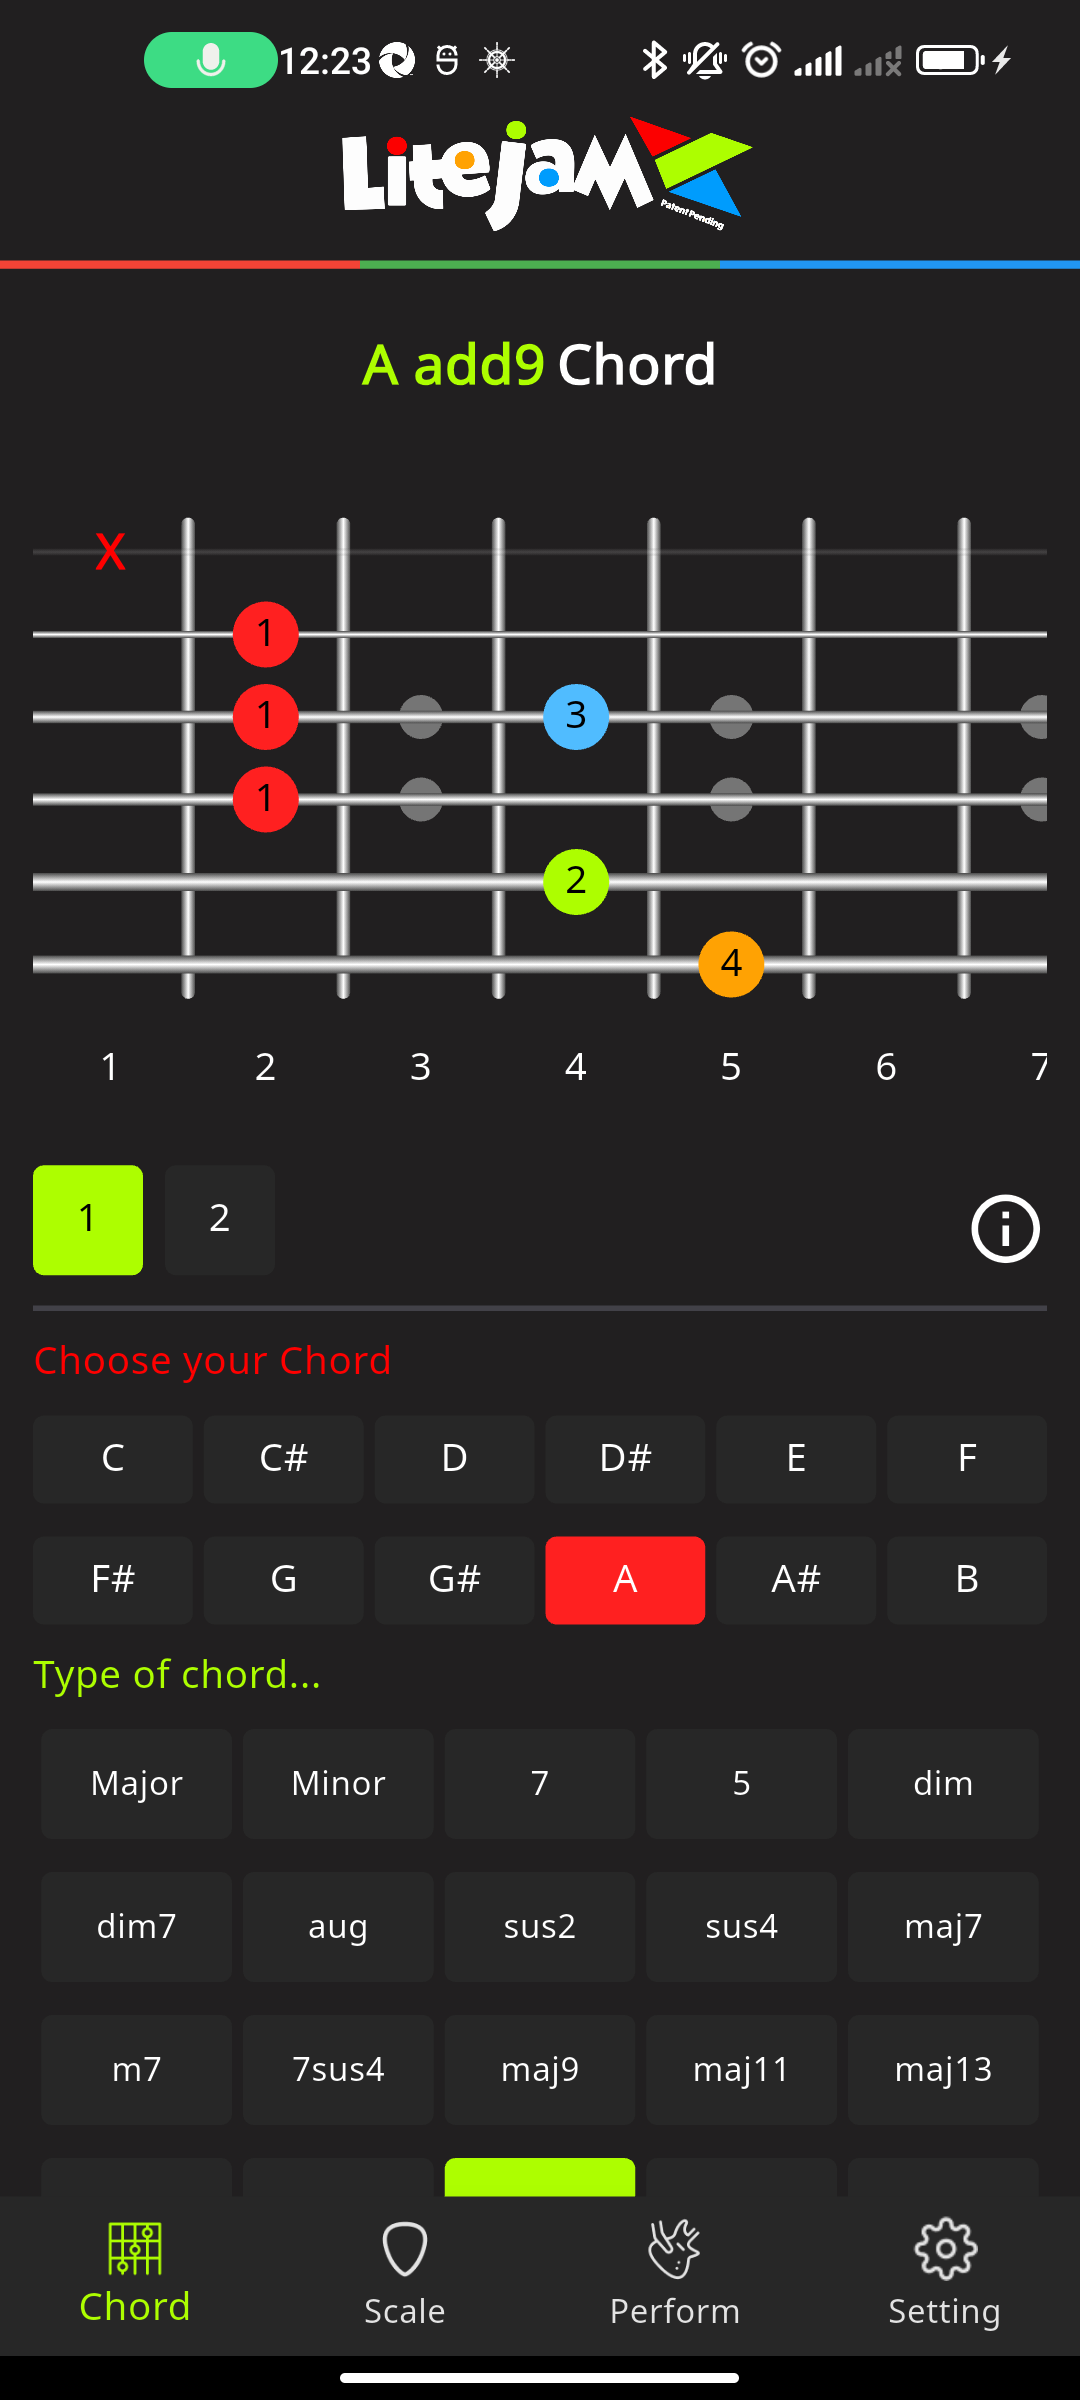 12:23
Litejam
Patent Pending
A add9 Chord
X
1
1 3
1
2
4
1 2 3 4 5 6 7
1 2
Choose your Chord
C C# D D# E F
F# G G# A A# B
Type of chord...
Major Minor 7 5 dim
dim7 aug sus2 sus4 maj7
m7 7sus4 maj9 maj11 maj13
Chord Scale Perform Setting